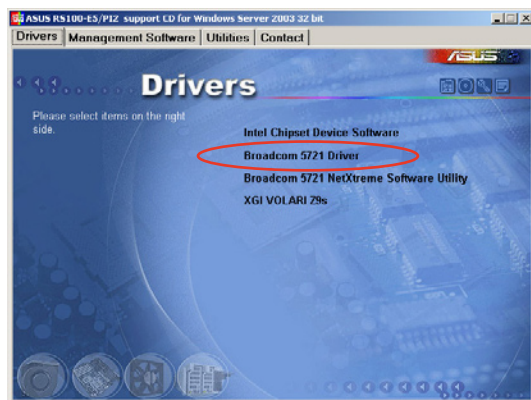 ASUS RS100-E5/PI2 support CD for Windows Server 2003 32 bit
Drivers Management Software Utilities Contact
ASUS
Drivers
Please select items on the right
side.
Intel Chipset Device Software
Broadcom 5721 Driver
Broadcom 5721 NetXtreme Software Utility
XGI VOLARI Z9s